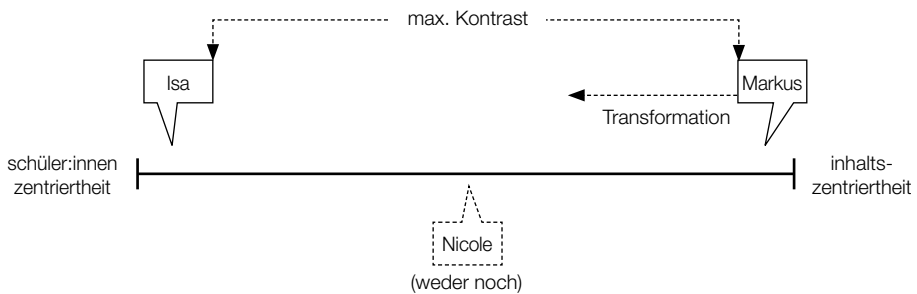 max. Kontrast
Isa
Markus
Transformation
schüler:innen
zentriertheit
inhalts-
zentriertheit
Nicole
(weder noch)